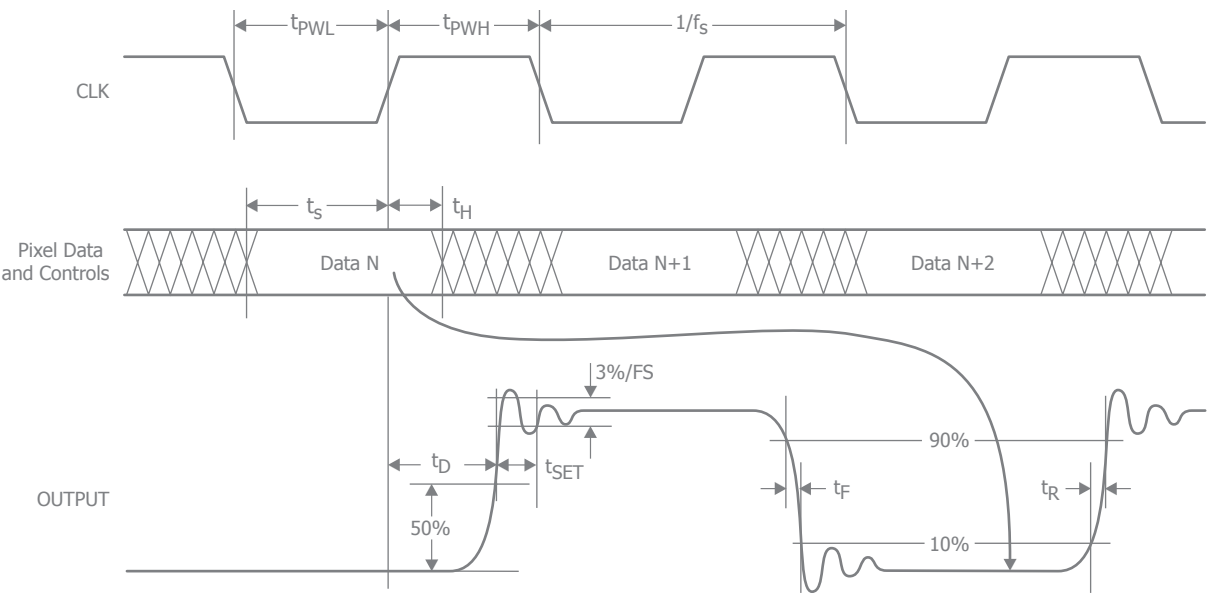 tPWL
tPWH
1/fs
CLK
ts
tH
Pixel Data
and Controls
Data N
Data N+1
Data N+2
3%/FS
90%
tD
tSET
tF
tR
OUTPUT
50%
10%